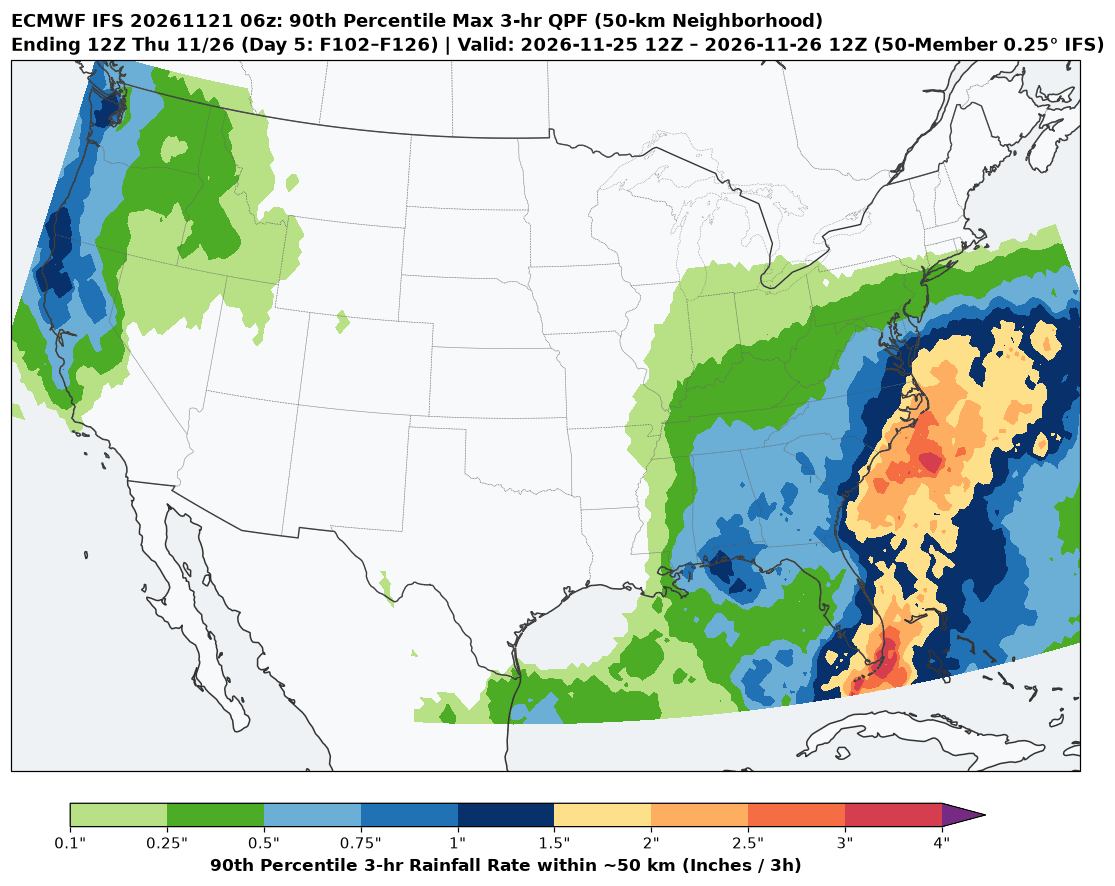 ECMWF IFS 20261121 06z: 90th Percentile Max 3-hr QPF (50-km Neighborhood)
Ending 12Z Thu 11/26 (Day 5: F102–F126) | Valid: 2026-11-25 12Z – 2026-11-26 12Z (50-Member 0.25° IFS)
0.1" 0.25" 0.5" 0.75" 1" 1.5" 2" 2.5" 3" 4"
90th Percentile 3-hr Rainfall Rate within ~50 km (Inches / 3h)